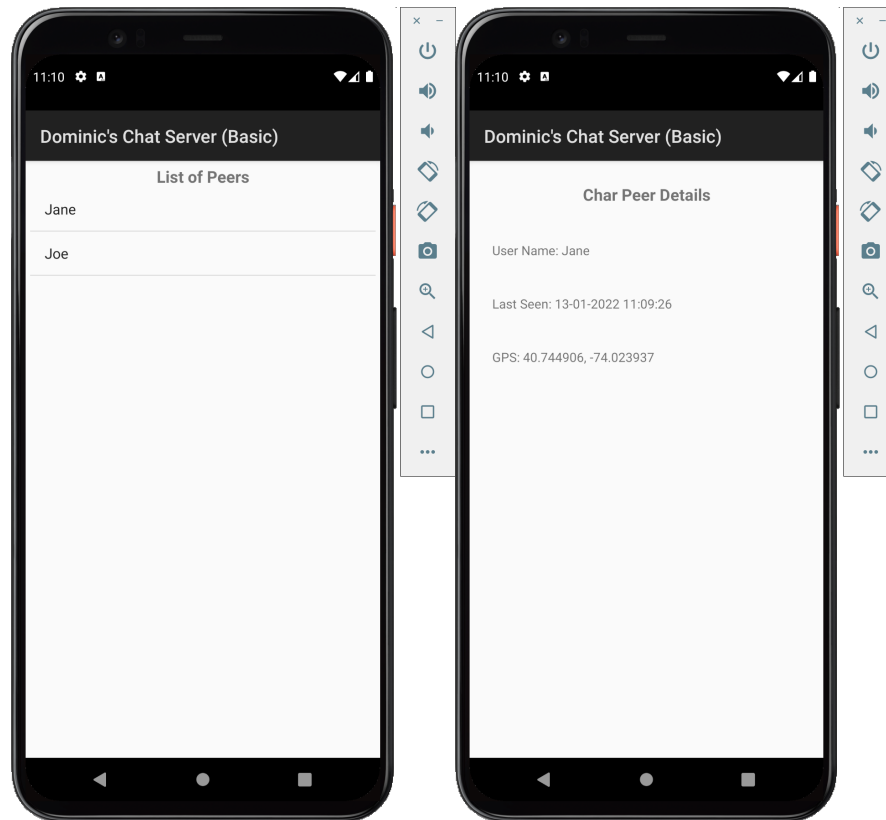 11:10
Dominic's Chat Server (Basic)
List of Peers
Jane
Joe
11:10
Dominic's Chat Server (Basic)
Char Peer Details
User Name: Jane
Last Seen: 13-01-2022 11:09:26
GPS: 40.744906, -74.023937